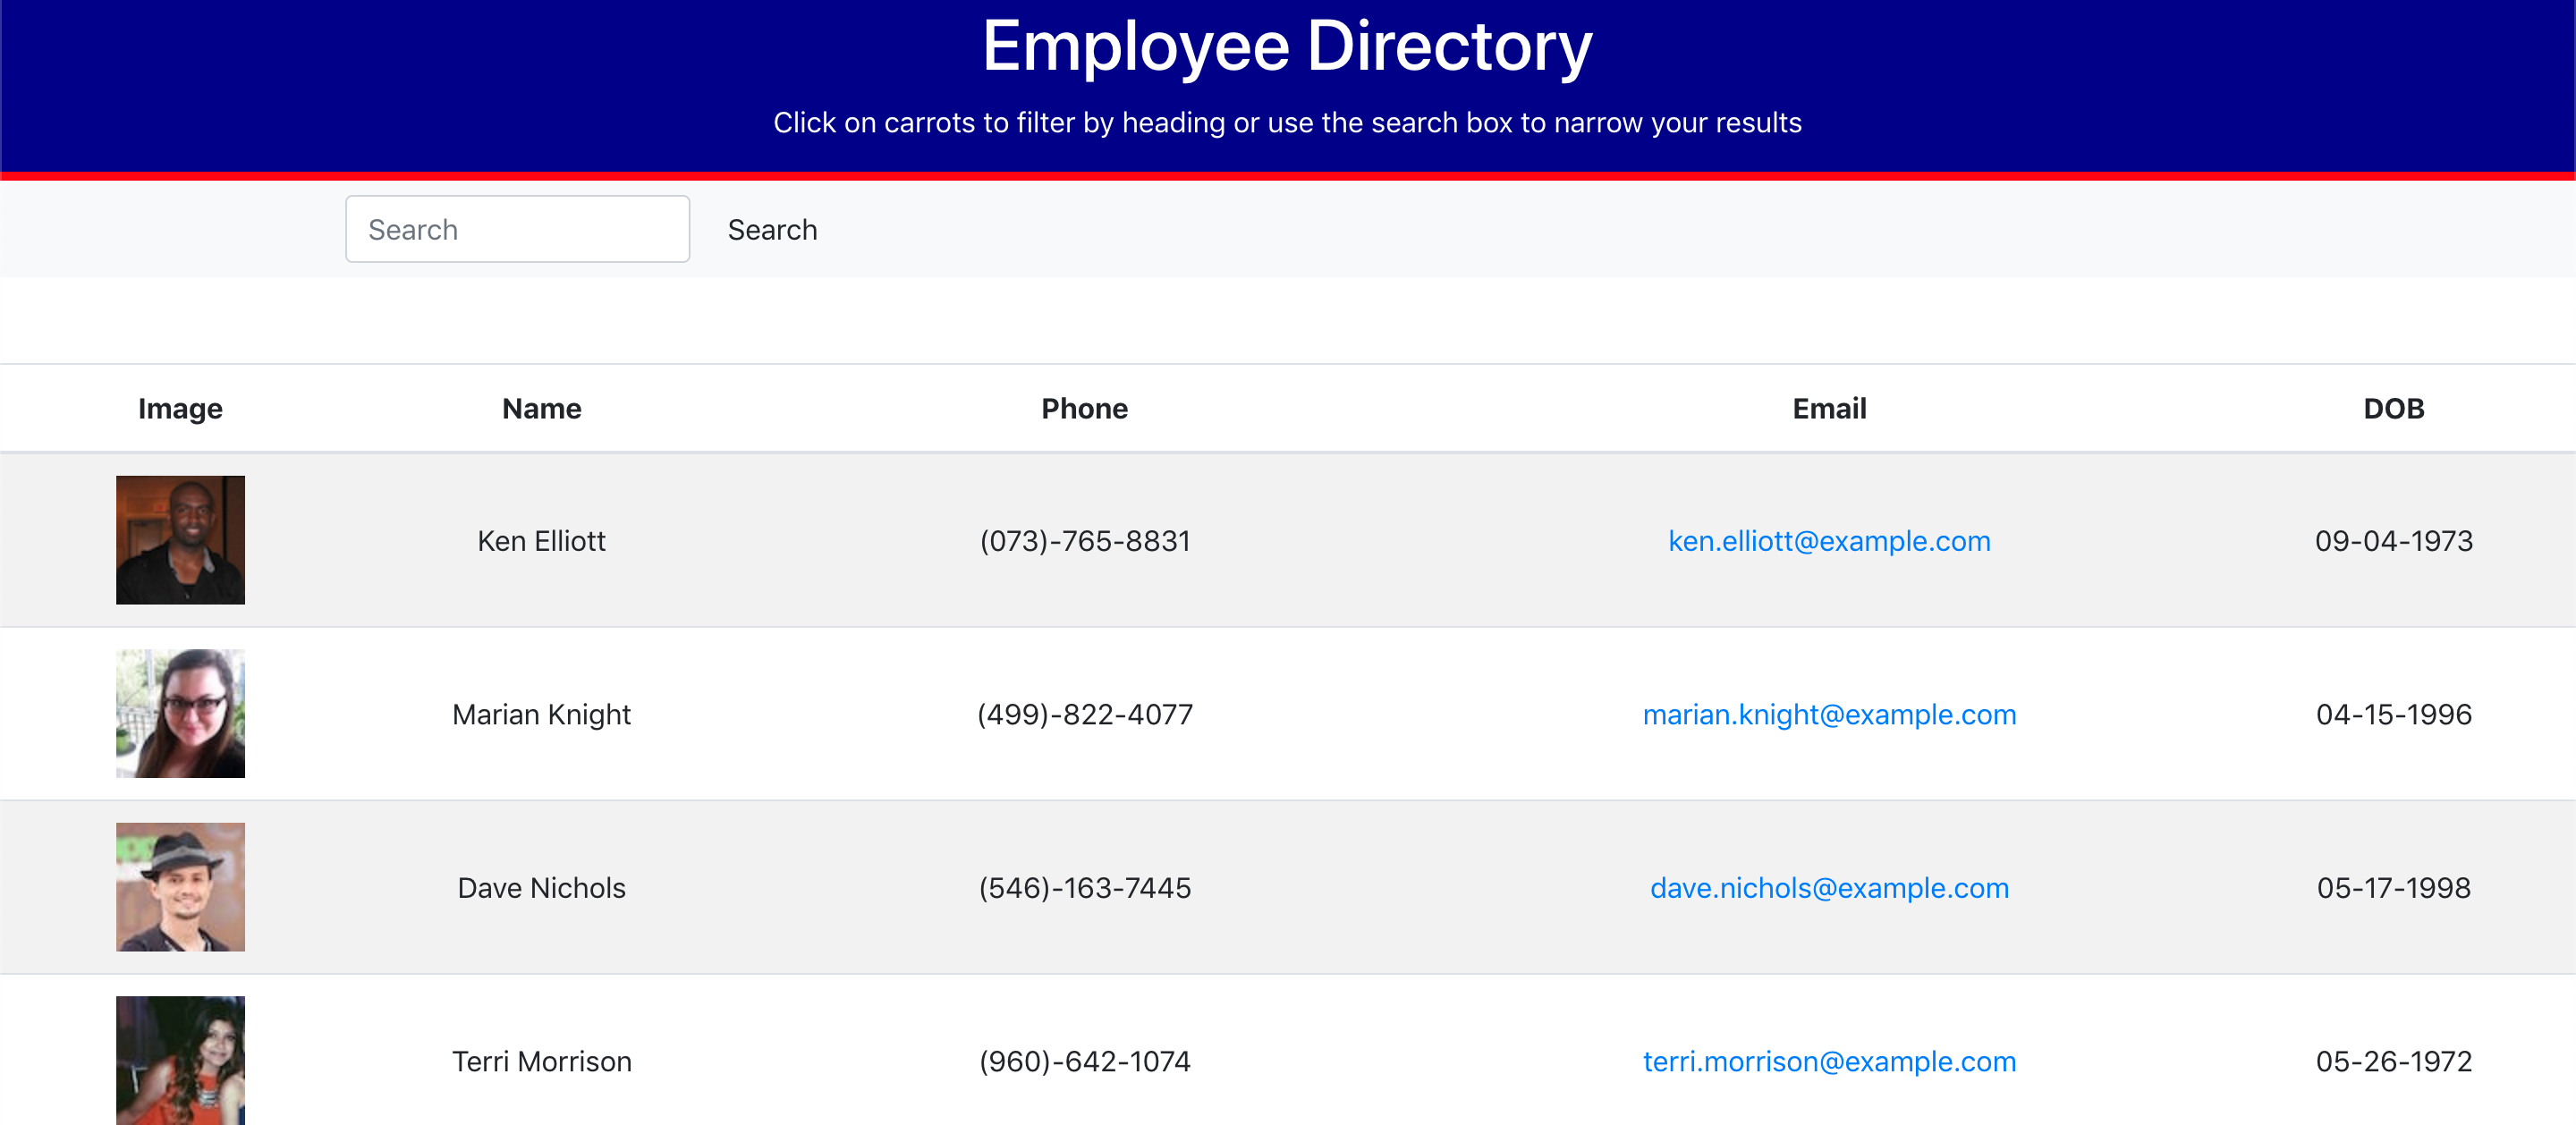 Employee Directory
Click on carrots to filter by heading or use the search box to narrow your results
Search Search
Image Name Phone Email DOB
Ken Elliott (073)-765-8831 ken.elliott@example.com 09-04-1973
Marian Knight (499)-822-4077 marian.knight@example.com 04-15-1996
Dave Nichols (546)-163-7445 dave.nichols@example.com 05-17-1998
Terri Morrison (960)-642-1074 terri.morrison@example.com 05-26-1972